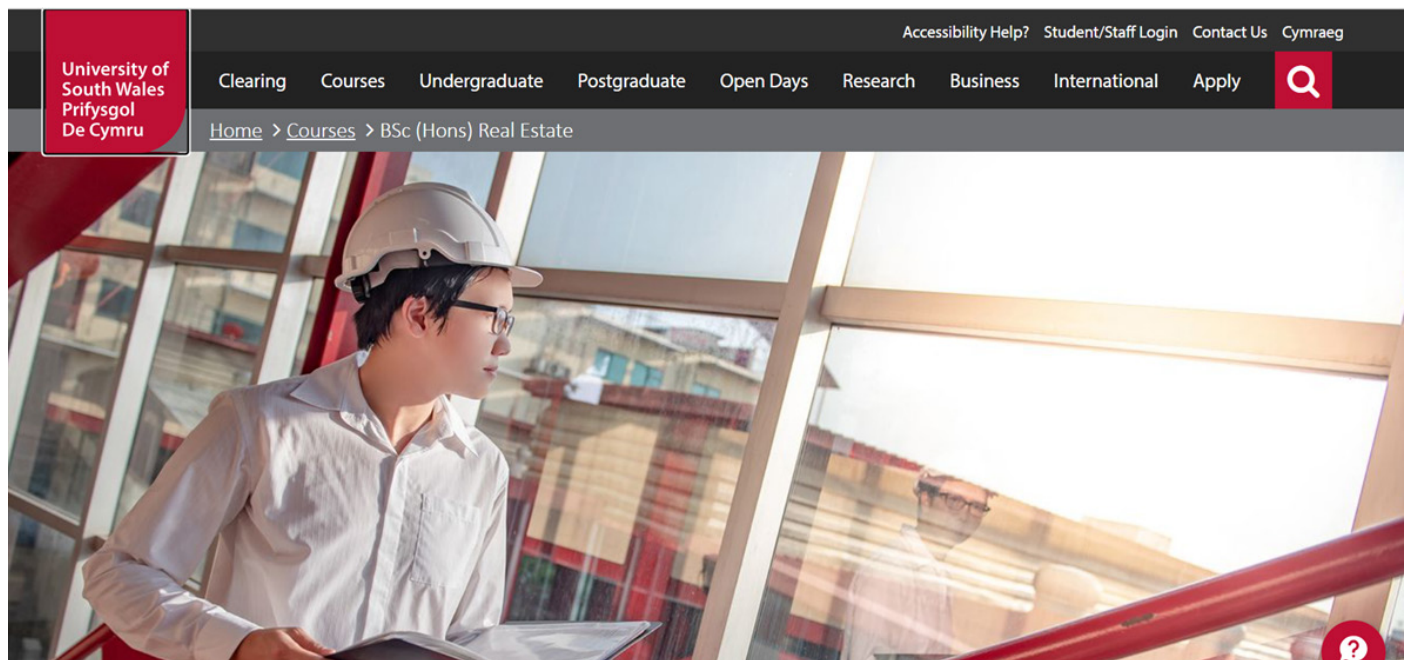 Accessibility Help? Student/Staff Login Contact Us Cymraeg
University of
South Wales
Prifysgol
De Cymru
Clearing Courses Undergraduate Postgraduate Open Days Research Business International Apply
Home > Courses > BSc (Hons) Real Estate
?